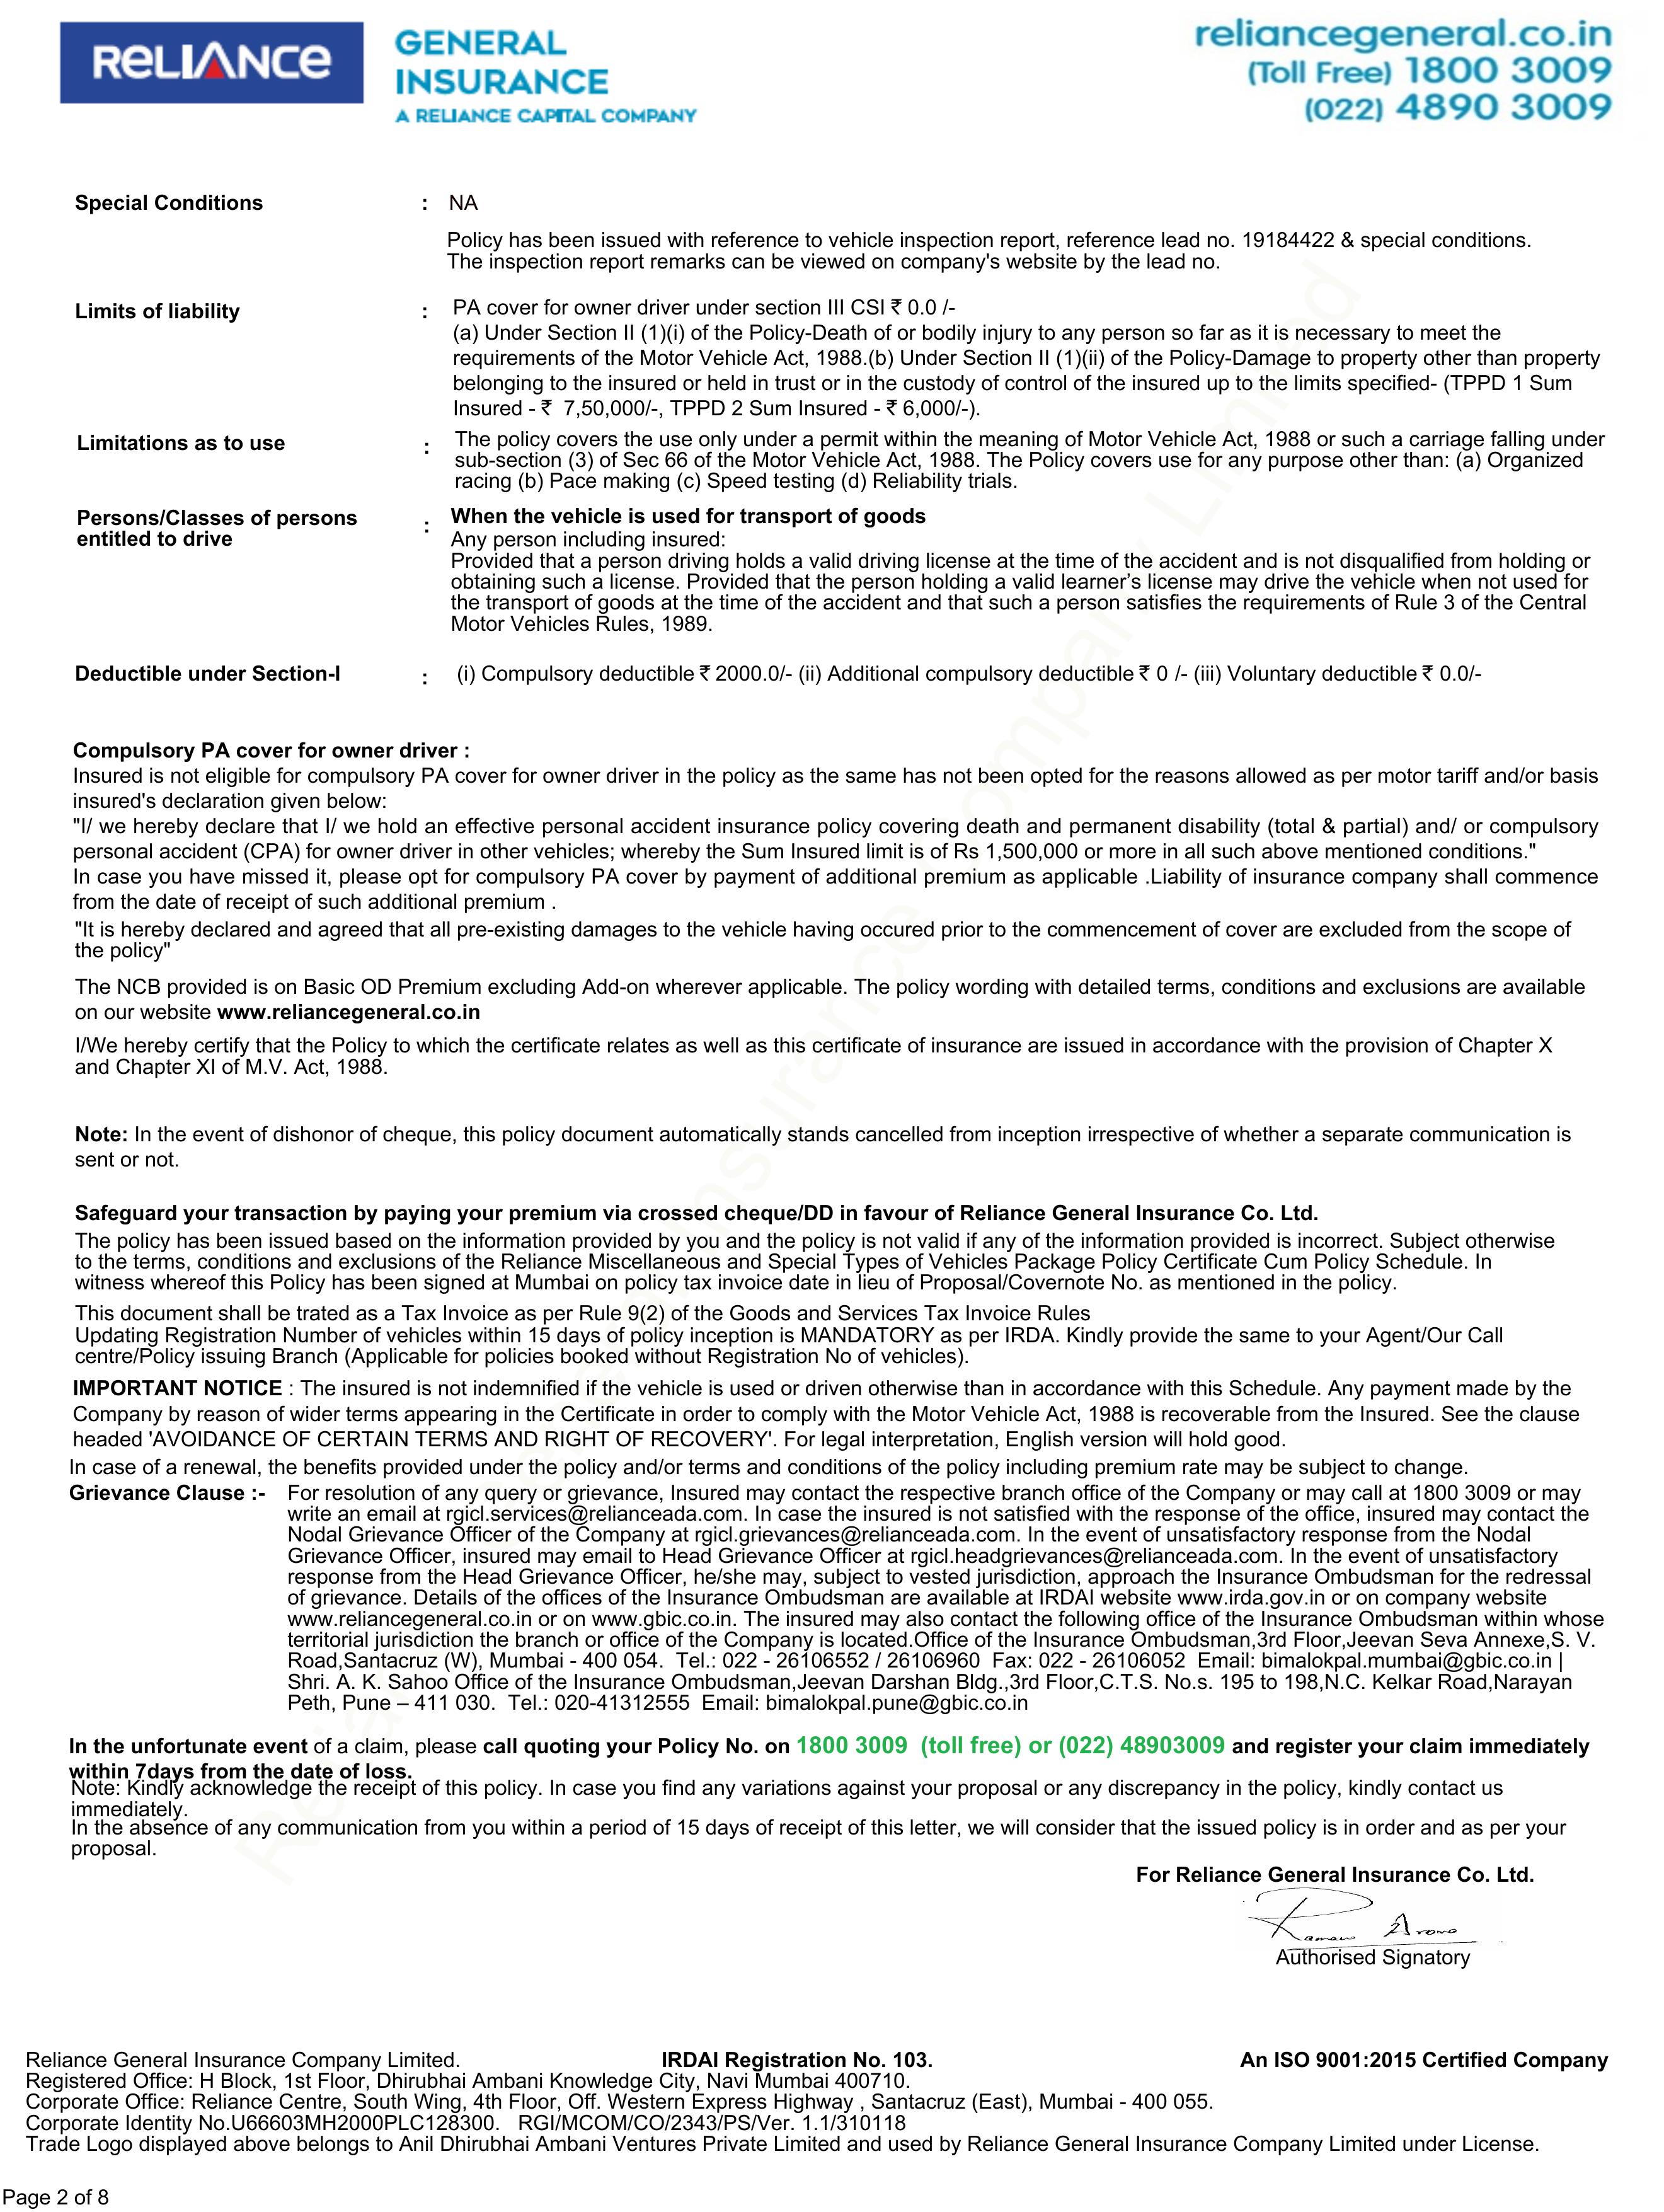 RELIANCE
GENERAL
INSURANCE
A RELIANCE CAPITAL COMPANY
reliancegeneral.co.in
(Toll Free) 1800 3009
(022) 4890 3009
Special Conditions : NA
Policy has been issued with reference to vehicle inspection report, reference lead no. 19184422 & special conditions.
The inspection report remarks can be viewed on company's website by the lead no.
Limits of liability : PA cover for owner driver under section III CSI ₹ 0.0 /-
(a) Under Section II (1)(i) of the Policy-Death of or bodily injury to any person so far as it is necessary to meet the
requirements of the Motor Vehicle Act, 1988.(b) Under Section II (1)(ii) of the Policy-Damage to property other than property
belonging to the insured or held in trust or in the custody of control of the insured up to the limits specified- (TPPD 1 Sum
Insured - ₹ 7,50,000/-, TPPD 2 Sum Insured - ₹ 6,000/-).
Limitations as to use : The policy covers the use only under a permit within the meaning of Motor Vehicle Act, 1988 or such a carriage falling under
sub-section (3) of Sec 66 of the Motor Vehicle Act, 1988. The Policy covers use for any purpose other than: (a) Organized
racing (b) Pace making (c) Speed testing (d) Reliability trials.
Persons/Classes of persons
entitled to drive : When the vehicle is used for transport of goods
Any person including insured:
Provided that a person driving holds a valid driving license at the time of the accident and is not disqualified from holding or
obtaining such a license. Provided that the person holding a valid learner's license may drive the vehicle when not used for
the transport of goods at the time of the accident and that such a person satisfies the requirements of Rule 3 of the Central
Motor Vehicles Rules, 1989.
Deductible under Section-I : (i) Compulsory deductible ₹ 2000.0/- (ii) Additional compulsory deductible ₹ 0 /- (iii) Voluntary deductible ₹ 0.0/-
Compulsory PA cover for owner driver :
Insured is not eligible for compulsory PA cover for owner driver in the policy as the same has not been opted for the reasons allowed as per motor tariff and/or basis
insured's declaration given below:
"I/ we hereby declare that I/ we hold an effective personal accident insurance policy covering death and permanent disability (total & partial) and/ or compulsory
personal accident (CPA) for owner driver in other vehicles; whereby the Sum Insured limit is of Rs 1,500,000 or more in all such above mentioned conditions."
In case you have missed it, please opt for compulsory PA cover by payment of additional premium as applicable .Liability of insurance company shall commence
from the date of receipt of such additional premium .
"It is hereby declared and agreed that all pre-existing damages to the vehicle having occured prior to the commencement of cover are excluded from the scope of
the policy"
The NCB provided is on Basic OD Premium excluding Add-on wherever applicable. The policy wording with detailed terms, conditions and exclusions are available
on our website www.reliancegeneral.co.in
I/We hereby certify that the Policy to which the certificate relates as well as this certificate of insurance are issued in accordance with the provision of Chapter X
and Chapter XI of M.V. Act, 1988.
Note: In the event of dishonor of cheque, this policy document automatically stands cancelled from inception irrespective of whether a separate communication is
sent or not.
Safeguard your transaction by paying your premium via crossed cheque/DD in favour of Reliance General Insurance Co. Ltd.
The policy has been issued based on the information provided by you and the policy is not valid if any of the information provided is incorrect. Subject otherwise
to the terms, conditions and exclusions of the Reliance Miscellaneous and Special Types of Vehicles Package Policy Certificate Cum Policy Schedule. In
witness whereof this Policy has been signed at Mumbai on policy tax invoice date in lieu of Proposal/Covernote No. as mentioned in the policy.
This document shall be trated as a Tax Invoice as per Rule 9(2) of the Goods and Services Tax Invoice Rules
Updating Registration Number of vehicles within 15 days of policy inception is MANDATORY as per IRDA. Kindly provide the same to your Agent/Our Call
centre/Policy issuing Branch (Applicable for policies booked without Registration No of vehicles).
IMPORTANT NOTICE : The insured is not indemnified if the vehicle is used or driven otherwise than in accordance with this Schedule. Any payment made by the
Company by reason of wider terms appearing in the Certificate in order to comply with the Motor Vehicle Act, 1988 is recoverable from the Insured. See the clause
headed 'AVOIDANCE OF CERTAIN TERMS AND RIGHT OF RECOVERY'. For legal interpretation, English version will hold good.
In case of a renewal, the benefits provided under the policy and/or terms and conditions of the policy including premium rate may be subject to change.
Grievance Clause :- For resolution of any query or grievance, Insured may contact the respective branch office of the Company or may call at 1800 3009 or may
write an email at rgicl.services@relianceada.com. In case the insured is not satisfied with the response of the office, insured may contact the
Nodal Grievance Officer of the Company at rgicl.grievances@relianceada.com. In the event of unsatisfactory response from the Nodal
Grievance Officer, insured may email to Head Grievance Officer at rgicl.headgrievances@relianceada.com. In the event of unsatisfactory
response from the Head Grievance Officer, he/she may, subject to vested jurisdiction, approach the Insurance Ombudsman for the redressal
of grievance. Details of the offices of the Insurance Ombudsman are available at IRDAI website www.irda.gov.in or on company website
www.reliancegeneral.co.in or on www.gbic.co.in. The insured may also contact the following office of the Insurance Ombudsman within whose
territorial jurisdiction the branch or office of the Company is located.Office of the Insurance Ombudsman,3rd Floor,Jeevan Seva Annexe,S. V.
Road,Santacruz (W), Mumbai - 400 054. Tel.: 022 - 26106552 / 26106960 Fax: 022 - 26106052 Email: bimalokpal.mumbai@gbic.co.in |
Shri. A. K. Sahoo Office of the Insurance Ombudsman,Jeevan Darshan Bldg.,3rd Floor,C.T.S. No.s. 195 to 198,N.C. Kelkar Road,Narayan
Peth, Pune – 411 030. Tel.: 020-41312555 Email: bimalokpal.pune@gbic.co.in
In the unfortunate event of a claim, please call quoting your Policy No. on 1800 3009 (toll free) or (022) 48903009 and register your claim immediately
within 7days from the date of loss.
Note: Kindly acknowledge the receipt of this policy. In case you find any variations against your proposal or any discrepancy in the policy, kindly contact us
immediately.
In the absence of any communication from you within a period of 15 days of receipt of this letter, we will consider that the issued policy is in order and as per your
proposal.
For Reliance General Insurance Co. Ltd.
Authorised Signatory
Reliance General Insurance Company Limited. IRDAI Registration No. 103. An ISO 9001:2015 Certified Company
Registered Office: H Block, 1st Floor, Dhirubhai Ambani Knowledge City, Navi Mumbai 400710.
Corporate Office: Reliance Centre, South Wing, 4th Floor, Off. Western Express Highway , Santacruz (East), Mumbai - 400 055.
Corporate Identity No.U66603MH2000PLC128300. RGI/MCOM/CO/2343/PS/Ver. 1.1/310118
Trade Logo displayed above belongs to Anil Dhirubhai Ambani Ventures Private Limited and used by Reliance General Insurance Company Limited under License.
Page 2 of 8